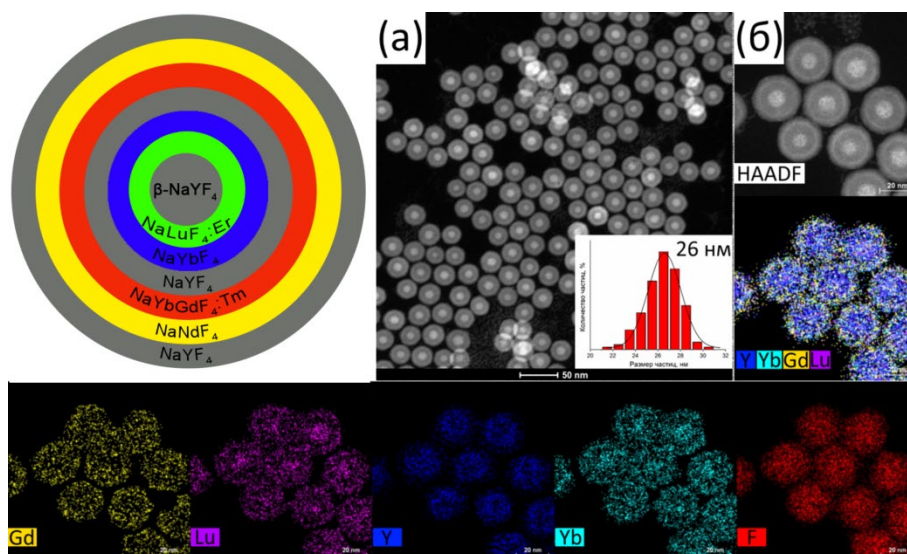 β-NaYF4
NaLuF4:Er
NaYbF4
NaYF4
NaYbGdF4:Tm
NaNdF4
NaYF4
(а)
26 нм
Количество частиц, %
20 22 24 26 28 30 32
Размер частиц, нм
50 nm
(б)
20 nm
HAADF
Y Yb Gd Lu
Gd
20 nm
Lu
20 nm
Y
20 nm
Yb
20 nm
F
20 nm